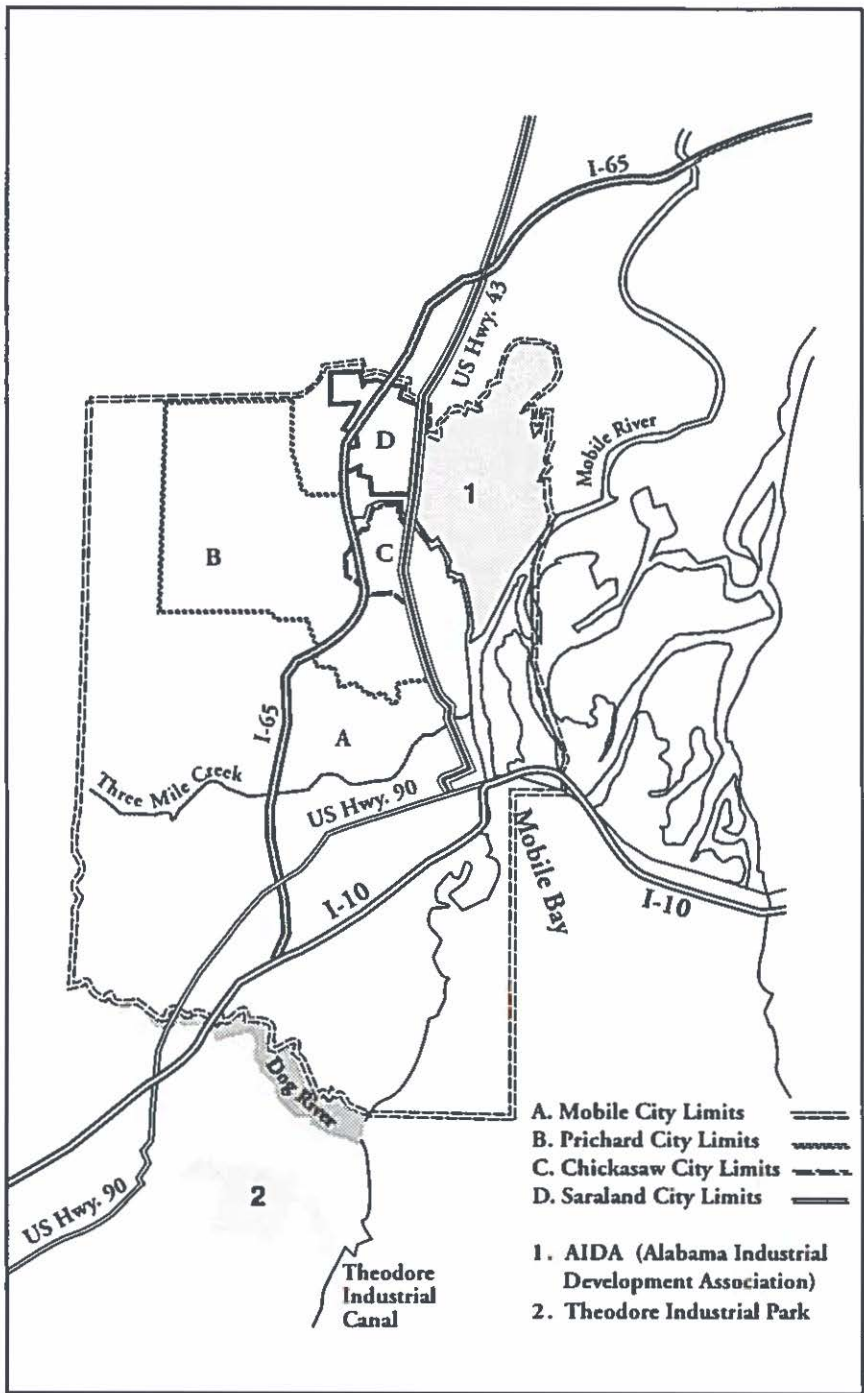 I-65
US Hwy. 43
Mobile River
D
1
B
C
I-65
A
Three Mile Creek
US Hwy. 90
Mobile Bay
I-10
I-10
Dog River
US Hwy. 90
2
Theodore
Industrial
Canal
A. Mobile City Limits
B. Prichard City Limits
C. Chickasaw City Limits
D. Saraland City Limits
1. AIDA (Alabama Industrial
Development Association)
2. Theodore Industrial Park